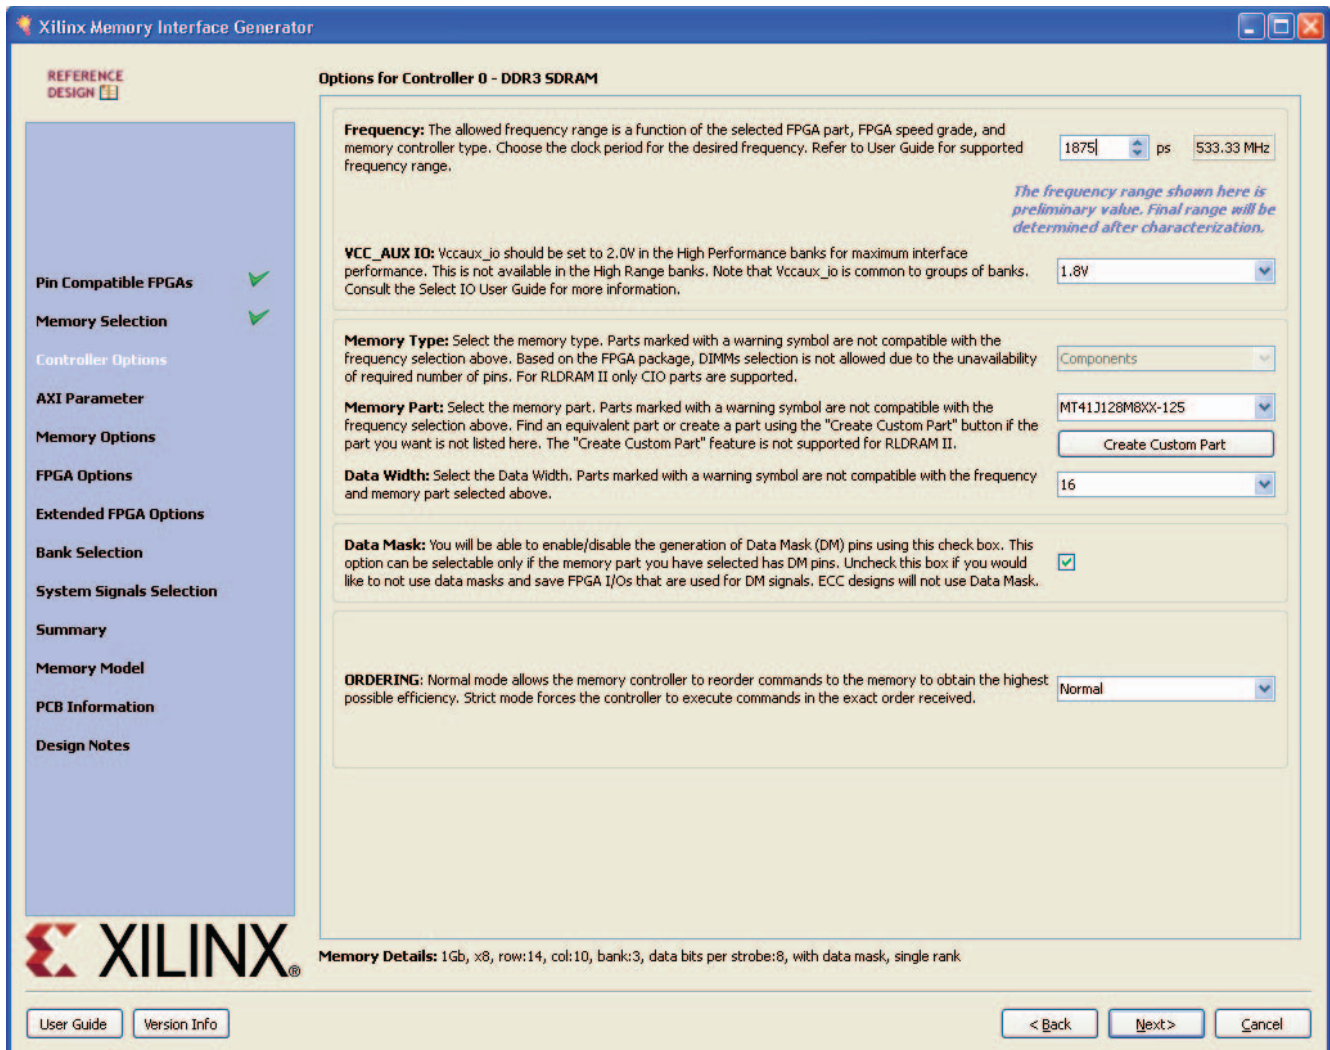 Xilinx Memory Interface Generator
REFERENCE
DESIGN
Pin Compatible FPGAs
Memory Selection
Controller Options
AXI Parameter
Memory Options
FPGA Options
Extended FPGA Options
Bank Selection
System Signals Selection
Summary
Memory Model
PCB Information
Design Notes
XILINX®
Options for Controller 0 - DDR3 SDRAM
Frequency: The allowed frequency range is a function of the selected FPGA part, FPGA speed grade, and
memory controller type. Choose the clock period for the desired frequency. Refer to User Guide for supported
frequency range.
1875 ps 533.33 MHz
The frequency range shown here is
preliminary value. Final range will be
determined after characterization.
VCC_AUX IO: Vccaux_io should be set to 2.0V in the High Performance banks for maximum interface
performance. This is not available in the High Range banks. Note that Vccaux_io is common to groups of banks.
Consult the Select IO User Guide for more information.
1.8V
Memory Type: Select the memory type. Parts marked with a warning symbol are not compatible with the
frequency selection above. Based on the FPGA package, DIMMs selection is not allowed due to the unavailability
of required number of pins. For RLDRAM II only CIO parts are supported.
Components
Memory Part: Select the memory part. Parts marked with a warning symbol are not compatible with the
frequency selection above. Find an equivalent part or create a part using the "Create Custom Part" button if the
part you want is not listed here. The "Create Custom Part" feature is not supported for RLDRAM II.
MT41J128M8XX-125
Create Custom Part
Data Width: Select the Data Width. Parts marked with a warning symbol are not compatible with the frequency
and memory part selected above.
16
Data Mask: You will be able to enable/disable the generation of Data Mask (DM) pins using this check box. This
option can be selectable only if the memory part you have selected has DM pins. Uncheck this box if you would
like to not use data masks and save FPGA I/Os that are used for DM signals. ECC designs will not use Data Mask.
ORDERING: Normal mode allows the memory controller to reorder commands to the memory to obtain the highest
possible efficiency. Strict mode forces the controller to execute commands in the exact order received.
Normal
Memory Details: 1Gb, x8, row:14, col:10, bank:3, data bits per strobe:8, with data mask, single rank
User Guide
Version Info
< Back
Next>
Cancel